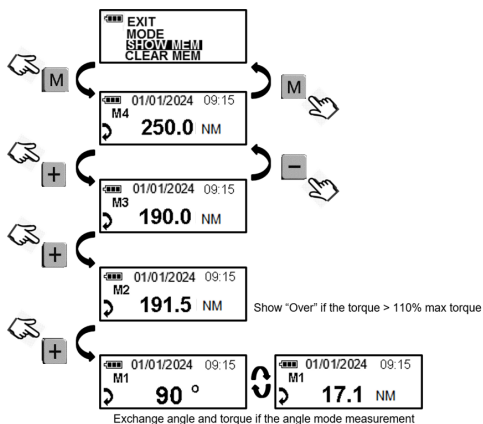 EXIT
MODE
SHOW MEM
CLEAR MEM
M
M
01/01/2024 09:15
M4
250.0 NM
+
−
01/01/2024 09:15
M3
190.0 NM
+
01/01/2024 09:15
M2
191.5 NM
Show “Over” if the torque > 110% max torque
+
01/01/2024 09:15
M1
90 °
01/01/2024 09:15
M1
17.1 NM
Exchange angle and torque if the angle mode measurement